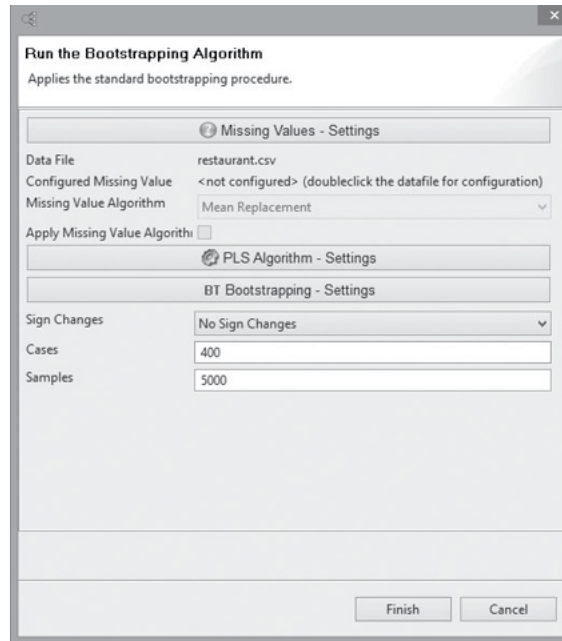 Run the Bootstrapping Algorithm
Applies the standard bootstrapping procedure.
Missing Values - Settings
Data File restaurant.csv
Configured Missing Value <not configured> (doubleclick the datafile for configuration)
Missing Value Algorithm Mean Replacement
Apply Missing Value Algorithı
PLS Algorithm - Settings
BT Bootstrapping - Settings
Sign Changes No Sign Changes
Cases 400
Samples 5000
Finish Cancel